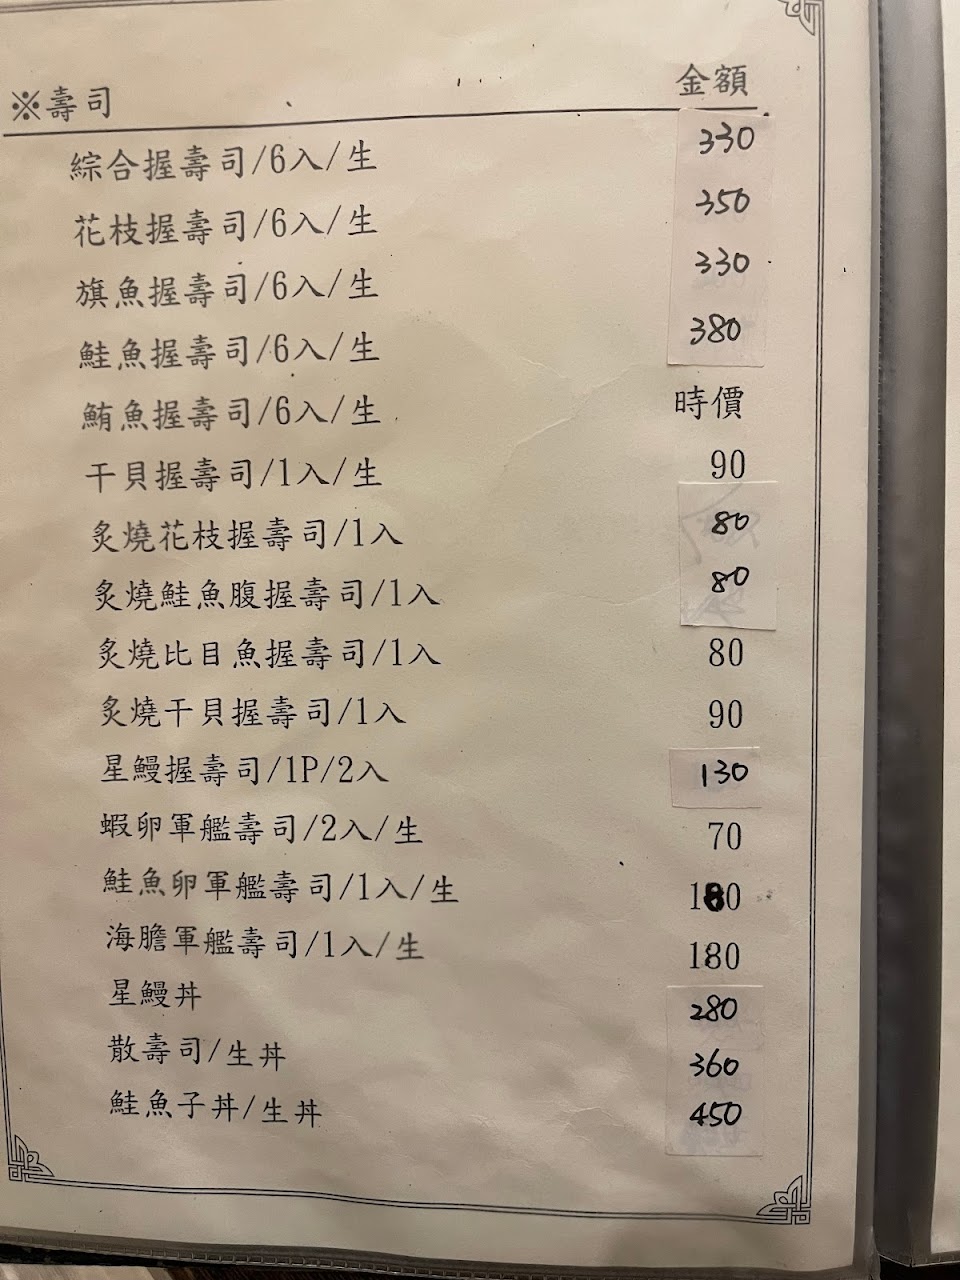 ※壽司 金額
綜合握壽司/6入/生 330
花枝握壽司/6入/生 350
旗魚握壽司/6入/生 330
鮭魚握壽司/6入/生 380
鮪魚握壽司/6入/生 時價
干貝握壽司/1入/生 90
炙燒花枝握壽司/1入 80
炙燒鮭魚腹握壽司/1入 80
炙燒比目魚握壽司/1入 80
炙燒干貝握壽司/1入 90
星鰻握壽司/1P/2入 130
蝦卵軍艦壽司/2入/生 70
鮭魚卵軍艦壽司/1入/生 180
海膽軍艦壽司/1入/生 180
星鰻丼 280
散壽司/生丼 360
鮭魚子丼/生丼 450